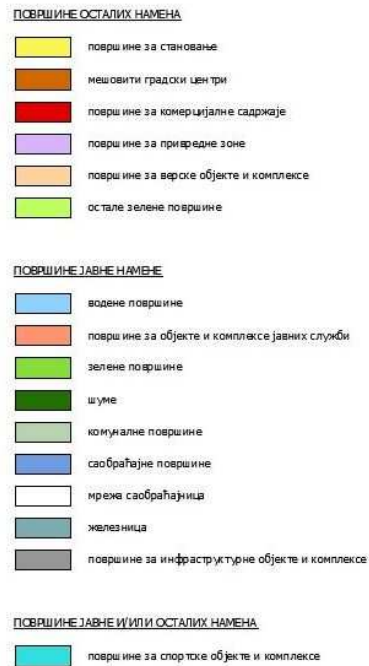 ПОВРШИНЕ ОСТАЛИХ НАМЕНА
површине за становање
мешовити градски центри
површине за комерцијалне садржаје
површине за привредне зоне
површине за верске објекте и комплексе
остале зелене површине
ПОВРШИНЕ ЈАВНЕ НАМЕНЕ
водене површине
површине за објекте и комплексе јавних служби
зелене површине
шуме
комуналне површине
саобраћајне површине
мрежа саобраћајница
железница
површине за инфраструктурне објекте и комплексе
ПОВРШИНЕ ЈАВНЕ И/ИЛИ ОСТАЛИХ НАМЕНА
површине за спортске објекте и комплексе